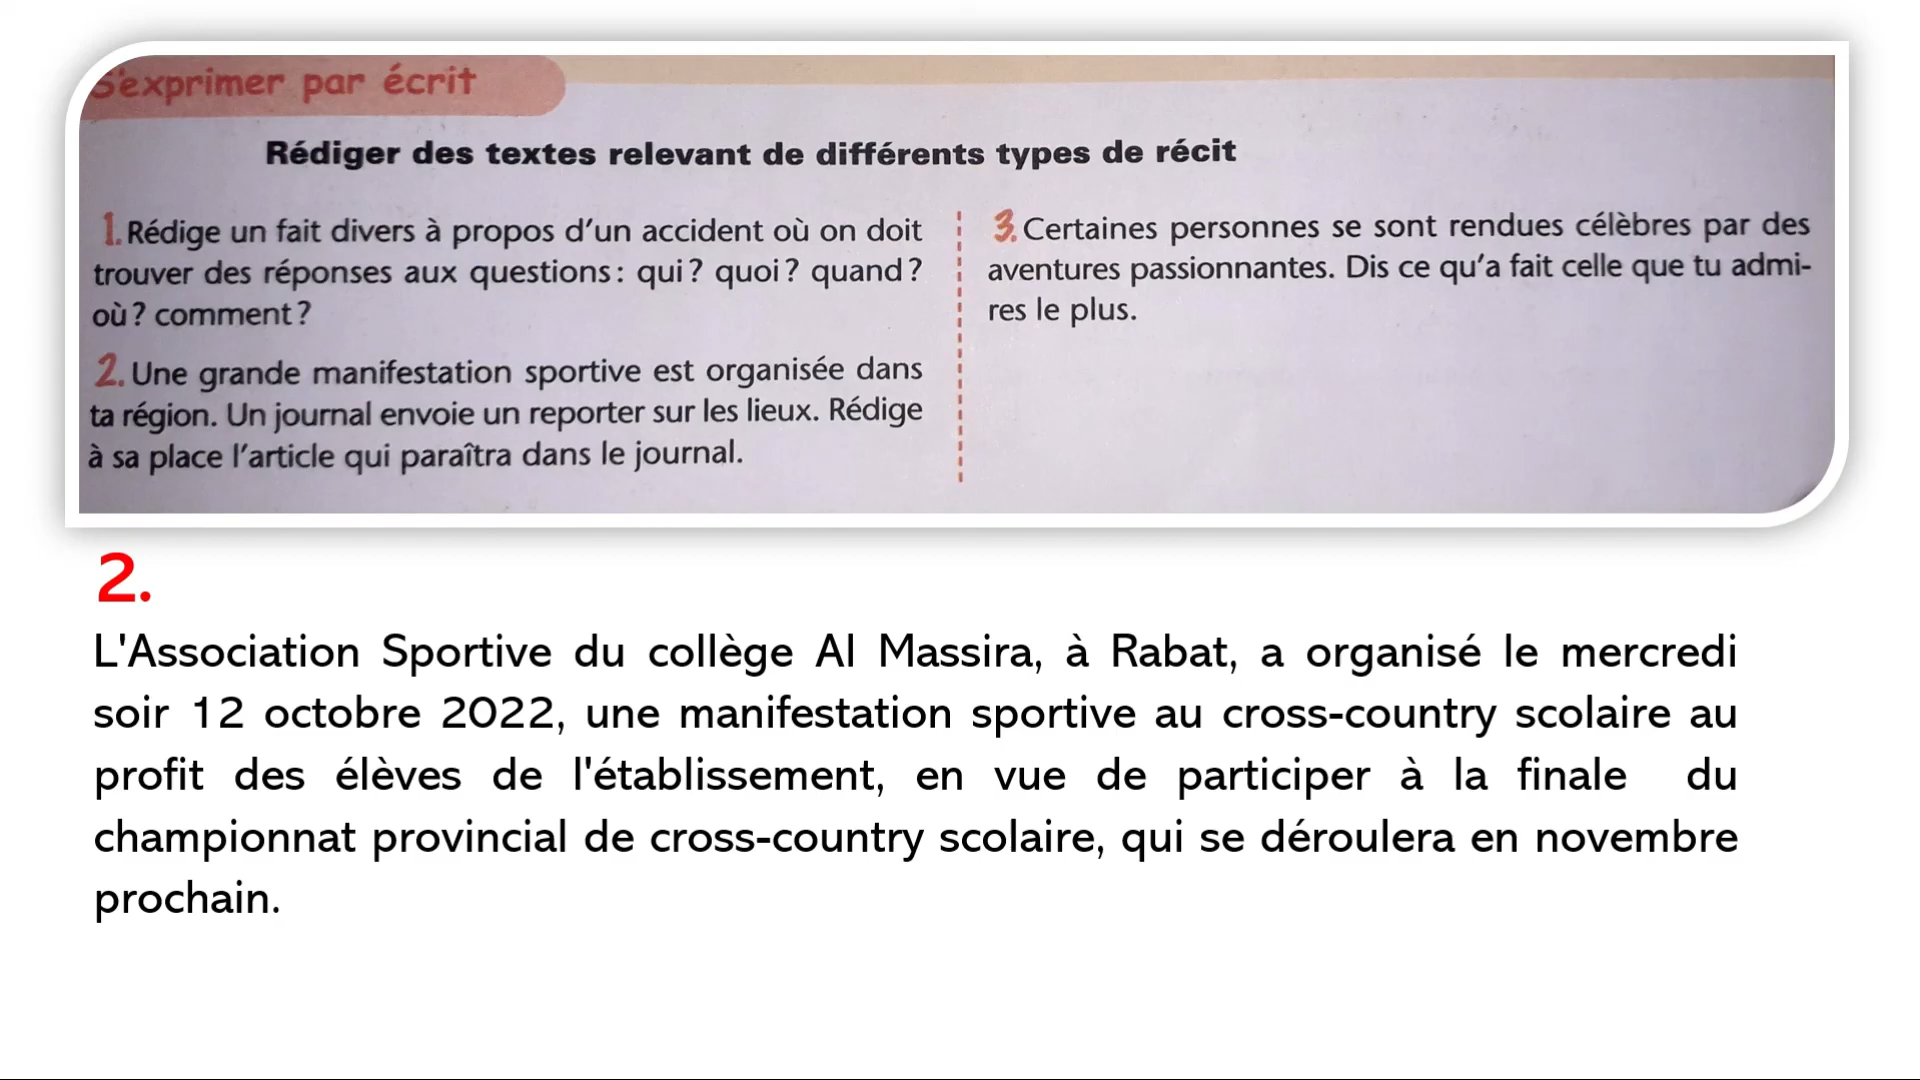 S'exprimer par écrit
Rédiger des textes relevant de différents types de récit
1. Rédige un fait divers à propos d'un accident où on doit
trouver des réponses aux questions : qui ? quoi ? quand ?
où ? comment ?
2. Une grande manifestation sportive est organisée dans
ta région. Un journal envoie un reporter sur les lieux. Rédige
à sa place l'article qui paraîtra dans le journal.
3. Certaines personnes se sont rendues célèbres par des
aventures passionnantes. Dis ce qu'a fait celle que tu admi-
res le plus.
2.
L'Association Sportive du collège Al Massira, à Rabat, a organisé le mercredi
soir 12 octobre 2022, une manifestation sportive au cross-country scolaire au
profit des élèves de l'établissement, en vue de participer à la finale du
championnat provincial de cross-country scolaire, qui se déroulera en novembre
prochain.